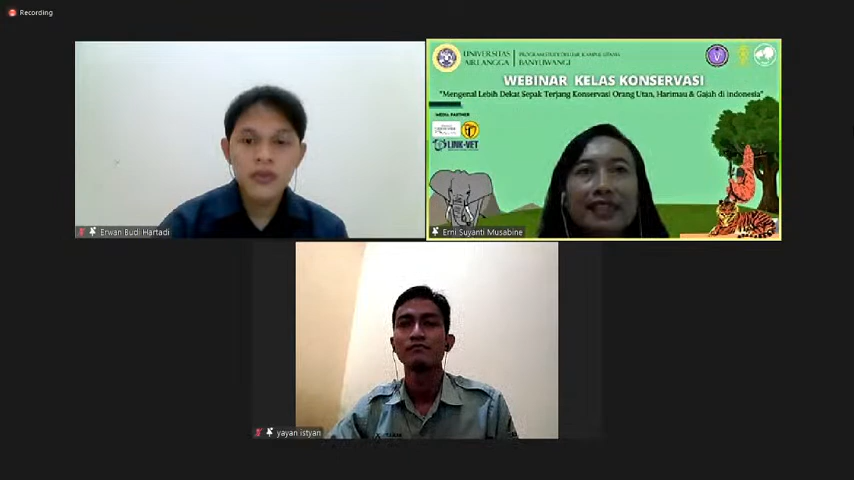 Recording
UNIVERSITAS
AIRLANGGA
BANYUWANGI
WEBINAR KELAS KONSERVASI
"Mengenal Lebih Dekat Sepak Terjang Konservasi Orang Utan, Harimau & Gajah di Indonesia"
MEDIA PARTNER
LINK-VET
Erwan Budi Hartadi
Erni Suyanti Musabine
yayan istyan